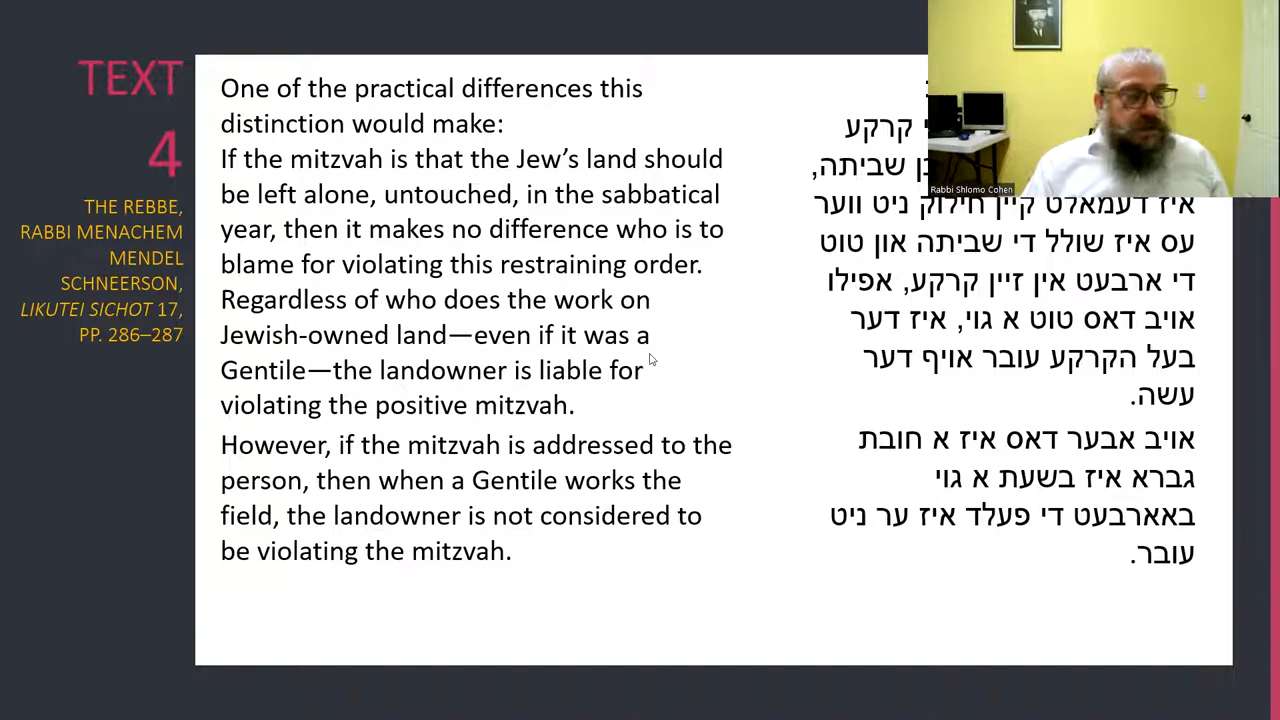 TEXT
4
THE REBBE,
RABBI MENACHEM
MENDEL
SCHNEERSON,
LIKUTEI SICHOT 17,
PP. 286–287
One of the practical differences this
distinction would make:
If the mitzvah is that the Jew’s land should
be left alone, untouched, in the sabbatical
year, then it makes no difference who is to
blame for violating this restraining order.
Regardless of who does the work on
Jewish-owned land—even if it was a
Gentile—the landowner is liable for
violating the positive mitzvah.
However, if the mitzvah is addressed to the
person, then when a Gentile works the
field, the landowner is not considered to
be violating the mitzvah.
קרקע
שביתה,
איז דעמאלט קיין חילוק ניט ווער
עס איז שולל די שביתה און טוט
די ארבעט אין זיין קרקע, אפילו
אויב דאס טוט א גוי, איז דער
בעל הקרקע עובר אויף דער
עשה.
אויב אבער דאס איז א חובת
גברא איז בשעת א גוי
באארבעט די פעלד איז ער ניט
עובר.
Rabbi Shlomo Cohen